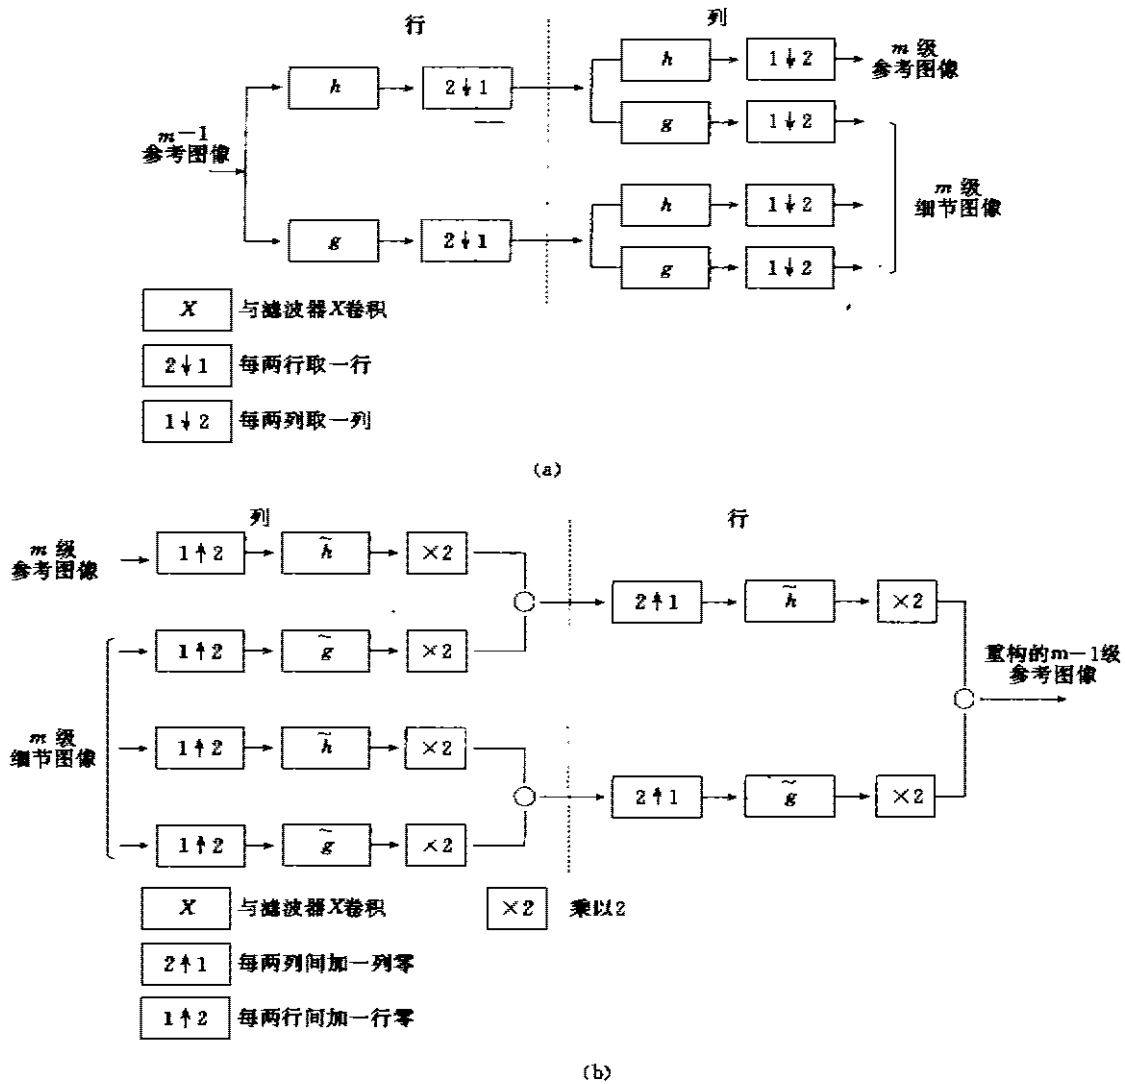 行
列
h
2↓1
h
1↓2
m 级
参考图像
g
1↓2
m－1
参考图像
h
1↓2
m 级
细节图像
g
2↓1
g
1↓2
X 与滤波器X卷积
2↓1 每两行取一行
1↓2 每两列取一列
(a)
列
行
m 级
参考图像
1↑2
h̃
×2
2↑1
h̃
×2
1↑2
g̃
×2
重构的m－1级
参考图像
m 级
细节图像
1↑2
h̃
×2
2↑1
g̃
×2
1↑2
g̃
×2
X 与滤波器X卷积
×2 乘以2
2↑1 每两列间加一列零
1↑2 每两行间加一行零
(b)